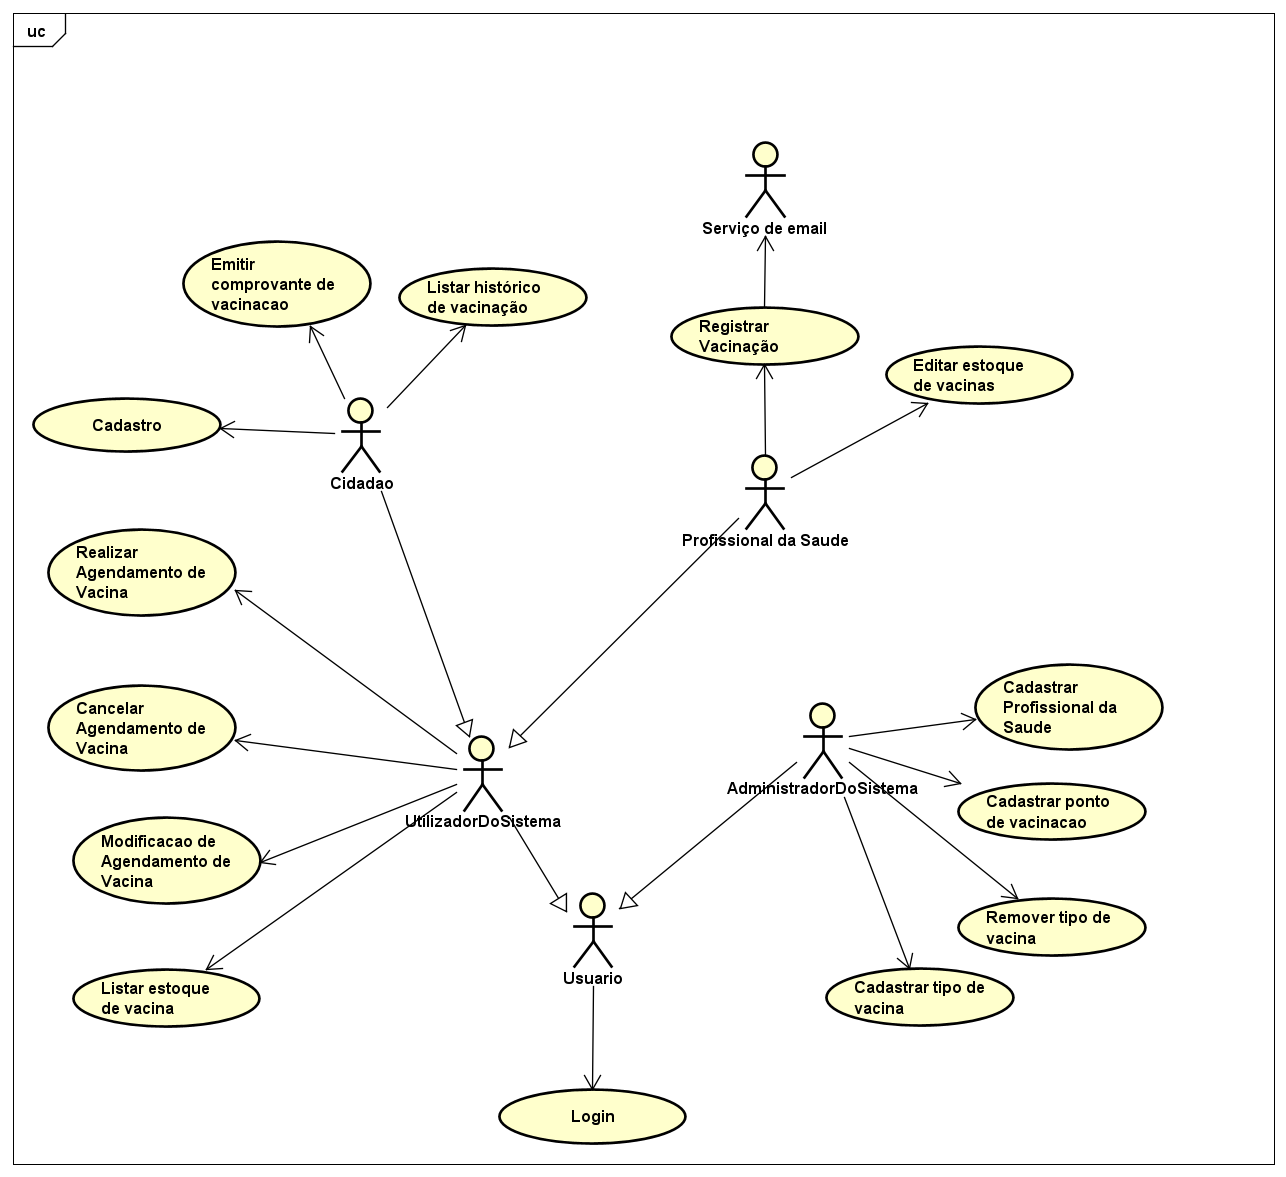 uc
Serviço de email
Emitir
comprovante de
vacinacao
Listar histórico
de vacinação
Registrar
Vacinação
Editar estoque
de vacinas
Cadastro
Cidadao
Profissional da Saude
Realizar
Agendamento de
Vacina
Cancelar
Agendamento de
Vacina
Cadastrar
Profissional da
Saude
AdministradorDoSistema
Cadastrar ponto
de vacinacao
UtilizadorDoSistema
Modificacao de
Agendamento de
Vacina
Remover tipo de
vacina
Usuario
Listar estoque
de vacina
Cadastrar tipo de
vacina
Login